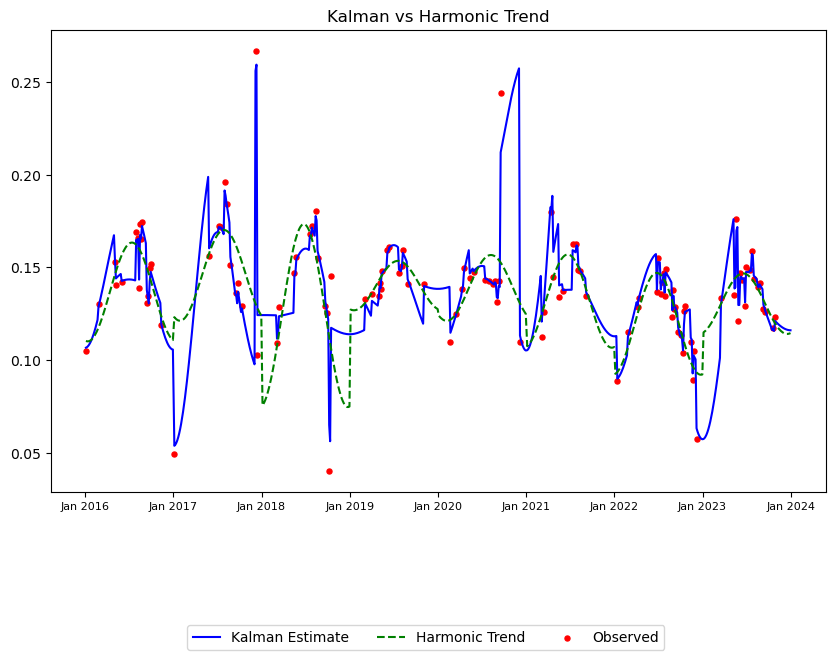 Kalman vs Harmonic Trend
0.25
0.20
0.15
0.10
0.05
Jan 2016 Jan 2017 Jan 2018 Jan 2019 Jan 2020 Jan 2021 Jan 2022 Jan 2023 Jan 2024
Kalman Estimate Harmonic Trend Observed